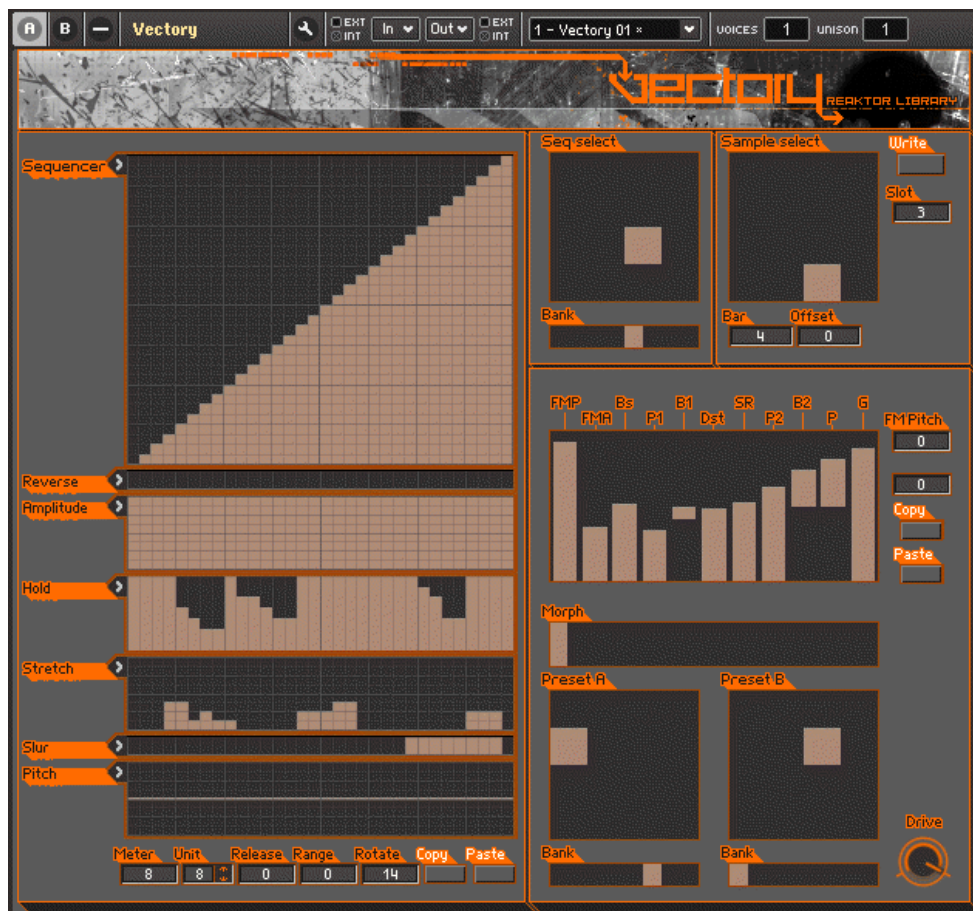 A B Vectory EXT INT In Out EXT INT 1 - Vectory 01 × VOICES 1 UNISON 1
Vectory
REAKTOR LIBRARY
Sequencer
Reverse
Amplitude
Hold
Stretch
Slur
Pitch
Meter Unit Release Range Rotate Copy Paste
8 8 0 0 14
Seq select
Bank
Sample select
Write
Slot
3
Bar Offset
4 0
FMP Bs B1 SR B2 G
FMA P1 Dst P2 P
FM Pitch
0
0
Copy
Paste
Morph
Preset A Preset B
Drive
Bank Bank